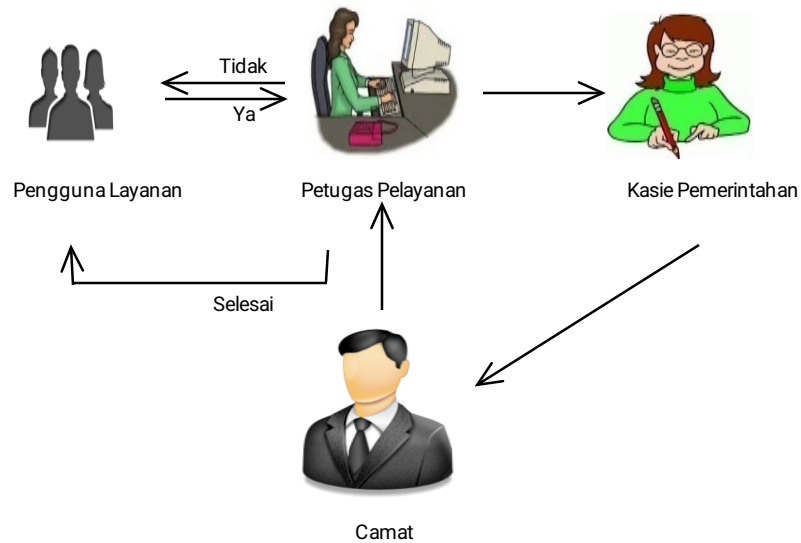 Tidak
Ya
Pengguna Layanan
Petugas Pelayanan
Kasie Pemerintahan
Selesai
Camat